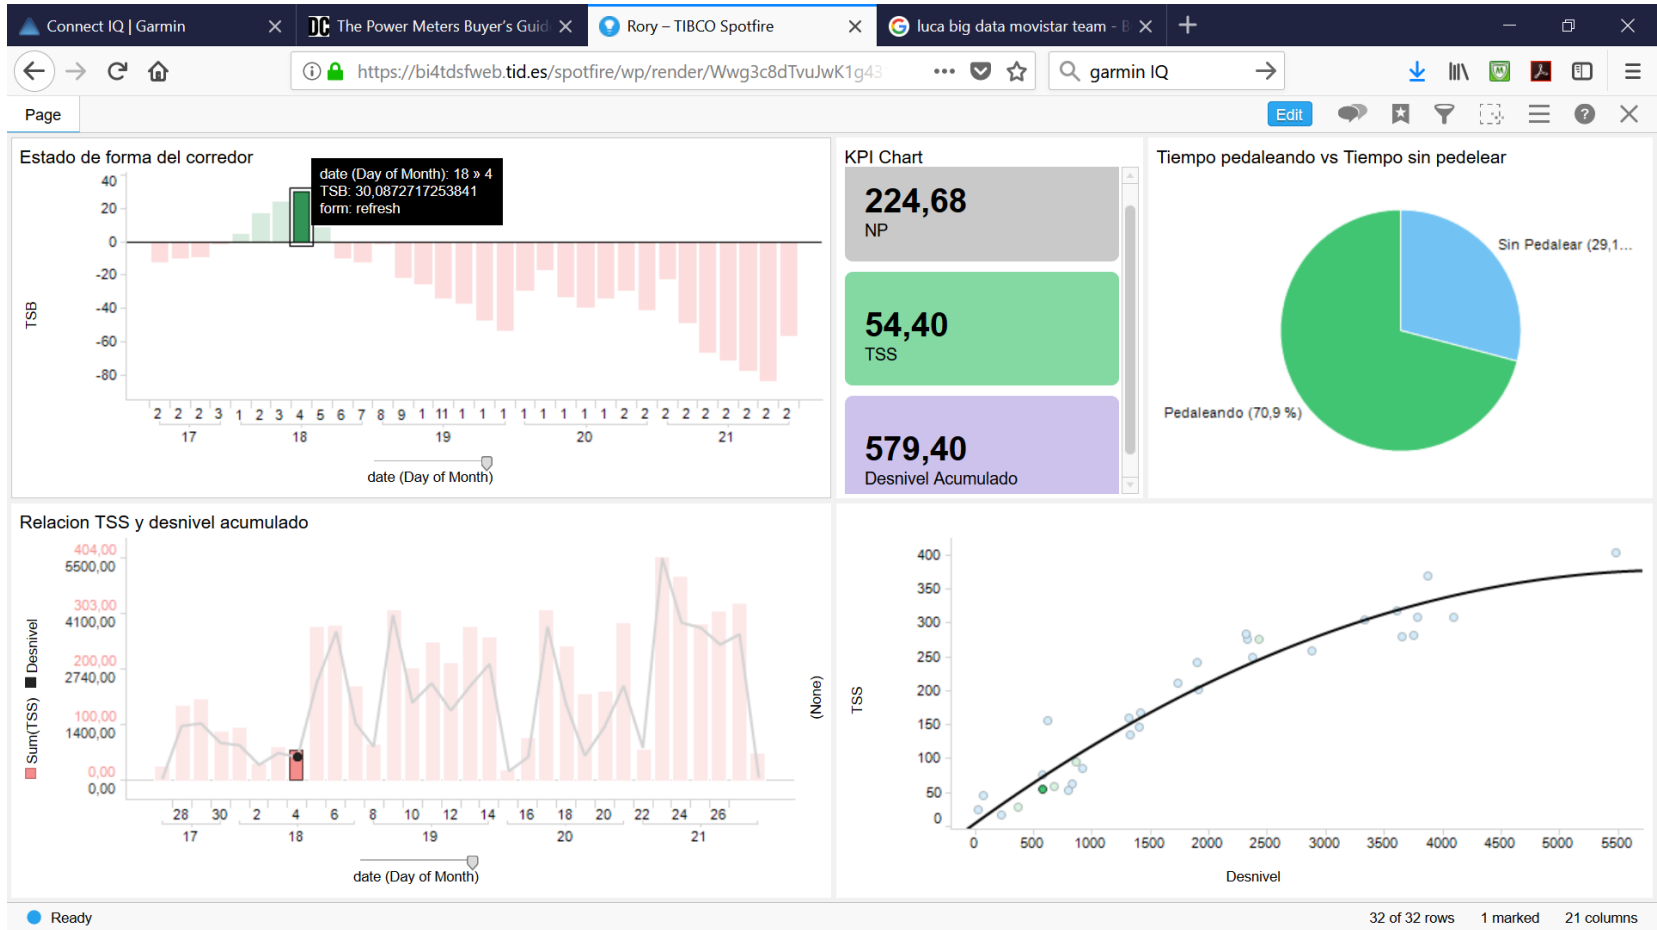 Connect IQ | Garmin
The Power Meters Buyer's Guid
Rory – TIBCO Spotfire
luca big data movistar team - B
https://bi4tdsfweb.tid.es/spotfire/wp/render/Wwg3c8dTvuJwK1g43
garmin IQ
Page
Edit
Estado de forma del corredor
date (Day of Month): 18 » 4
TSB: 30,0872717253841
form: refresh
40
20
0
-20
-40
-60
-80
TSB
2 2 2 3 1 2 3 4 5 6 7 8 9 1 11 1 1 1 1 1 1 1 1 2 2 2 2 2 2 2 2 2
17 18 19 20 21
date (Day of Month)
KPI Chart
224,68
NP
54,40
TSS
579,40
Desnivel Acumulado
Tiempo pedaleando vs Tiempo sin pedelear
Sin Pedalear (29,1...
Pedaleando (70,9 %)
Relacion TSS y desnivel acumulado
404,00
5500,00
303,00
4100,00
200,00
2740,00
100,00
1400,00
0,00
0,00
Sum(TSS) Desnivel
(None)
28 30 2 4 6 8 10 12 14 16 18 20 22 24 26
17 18 19 20 21
date (Day of Month)
400
350
300
250
200
150
100
50
0
TSS
0 500 1000 1500 2000 2500 3000 3500 4000 4500 5000 5500
Desnivel
Ready
32 of 32 rows 1 marked 21 columns